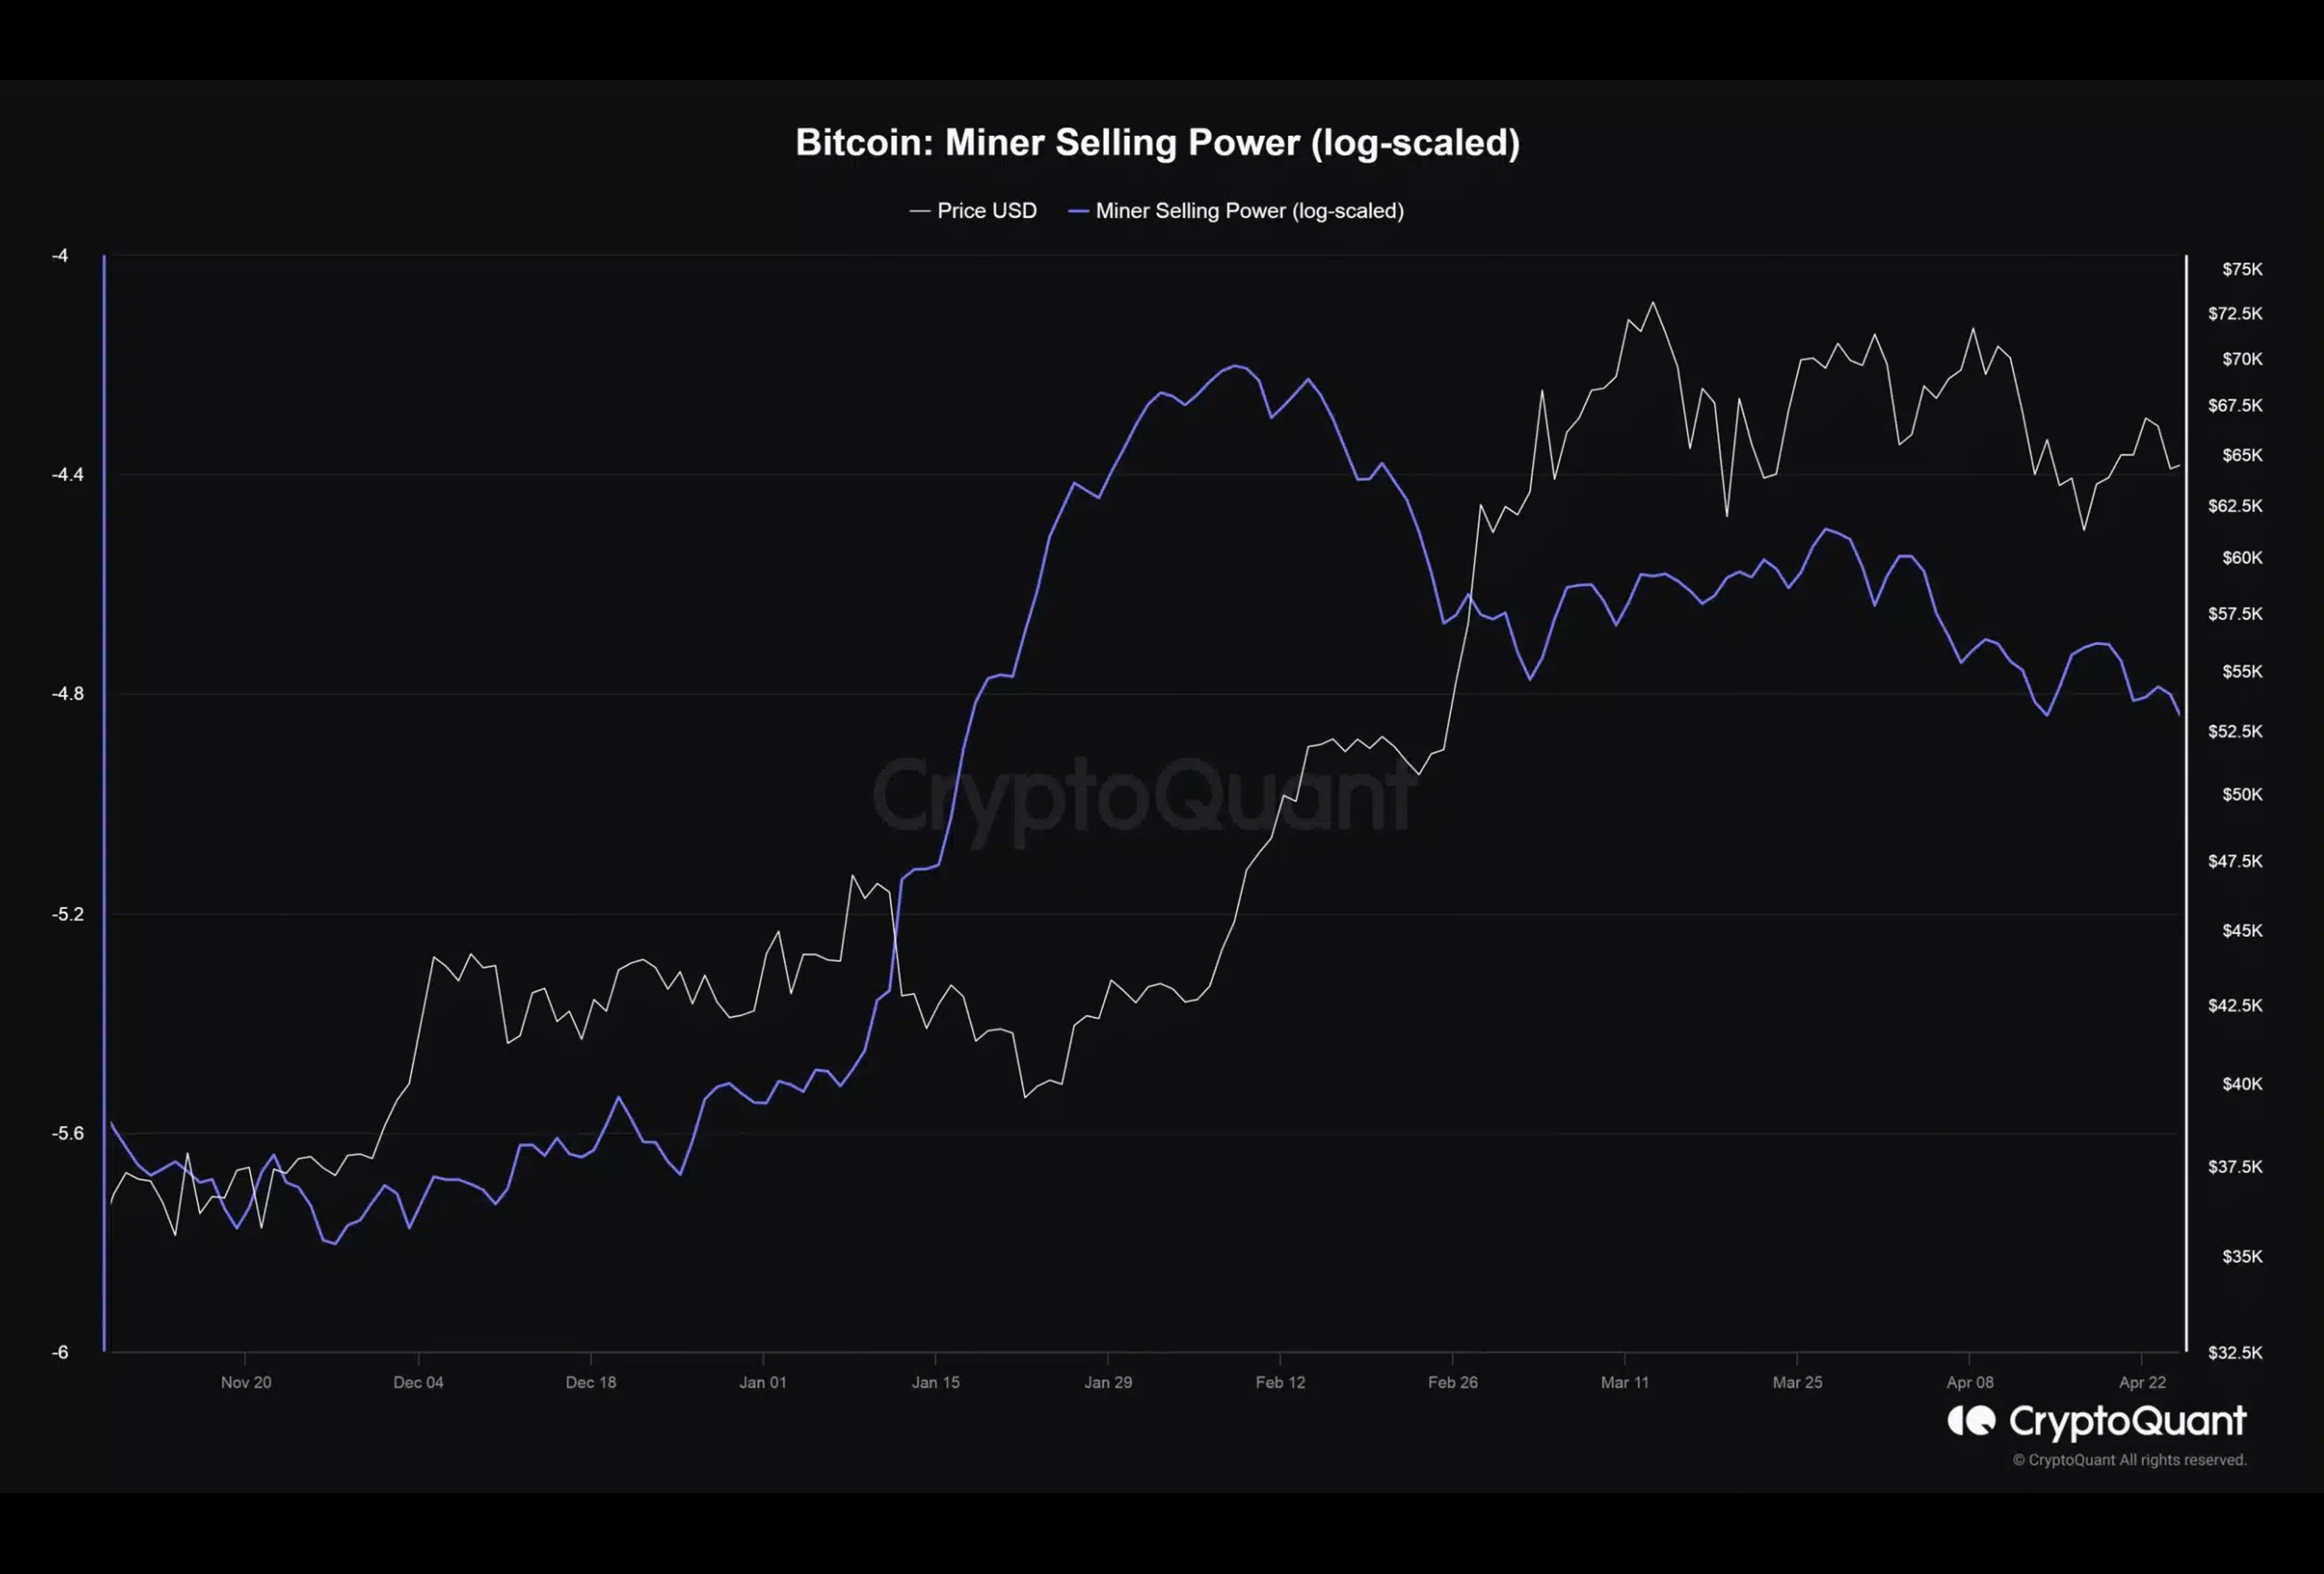 Bitcoin: Miner Selling Power (log-scaled)
Price USD Miner Selling Power (log-scaled)
-4
-4.4
-4.8
-5.2
-5.6
-6
$75K
$72.5K
$70K
$67.5K
$65K
$62.5K
$60K
$57.5K
$55K
$52.5K
$50K
$47.5K
$45K
$42.5K
$40K
$37.5K
$35K
$32.5K
CryptoQuant
Nov 20 Dec 04 Dec 18 Jan 01 Jan 15 Jan 29 Feb 12 Feb 26 Mar 11 Mar 25 Apr 08 Apr 22
CryptoQuant
© CryptoQuant All rights reserved.